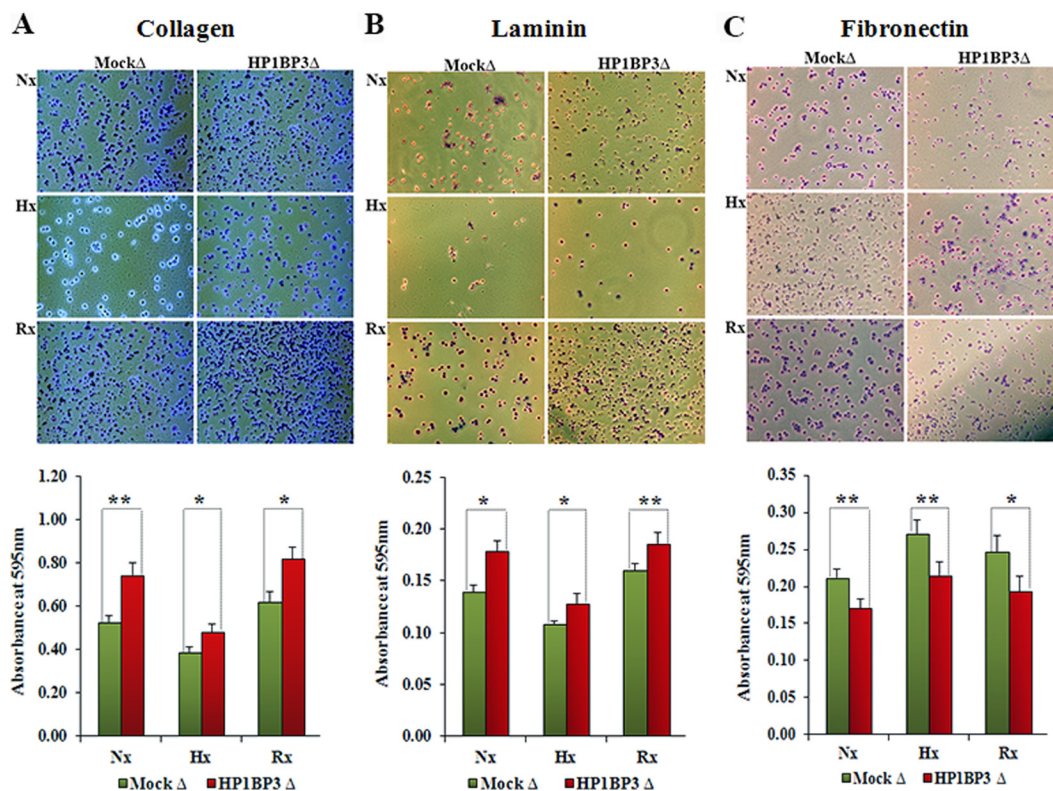 A Collagen
MockΔ HP1BP3Δ
Nx
Hx
Rx
** * *
Absorbance at 595nm
1.20
1.00
0.80
0.60
0.40
0.20
0.00
Nx Hx Rx
Mock Δ HP1BP3 Δ
B Laminin
MockΔ HP1BP3Δ
Nx
Hx
Rx
* * **
Absorbance at 595nm
0.25
0.20
0.15
0.10
0.05
0.00
Nx Hx Rx
Mock Δ HP1BP3 Δ
C Fibronectin
MockΔ HP1BP3Δ
Nx
Hx
Rx
** ** *
Absorbance at 595nm
0.35
0.30
0.25
0.20
0.15
0.10
0.05
0.00
Nx Hx Rx
Mock Δ HP1BP3 Δ